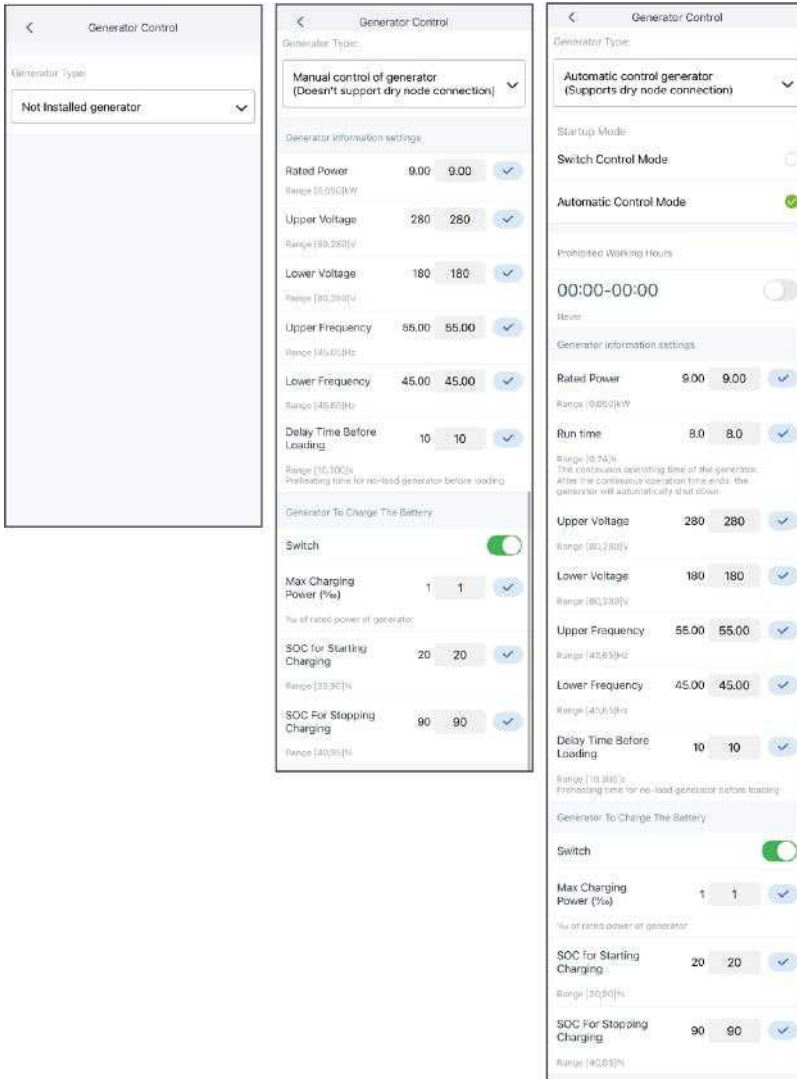 Generator Control
Generator Type:
Not Installed generator
Generator Control
Generator Type:
Manual control of generator
(Doesn't support dry node connection)
Generator information settings
Rated Power 9.00 9.00
Upper Voltage 280 280
Range [80,280]V
Lower Voltage 180 180
Range [80,280]V
Upper Frequency 55.00 55.00
Range [45,65]Hz
Lower Frequency 45.00 45.00
Range [45,65]Hz
Delay Time Before
Loading 10 10
Range [10,300]s
Preheating time for no-load generator before loading
Generator To Charge The Battery
Switch
Max Charging
Power (‰) 1 1
‰ of rated power of generator
SOC for Starting
Charging 20 20
Range [20,90]%
SOC For Stopping
Charging 90 90
Range [40,95]%
Generator Control
Generator Type:
Automatic control generator
(Supports dry node connection)
Startup Mode
Switch Control Mode
Automatic Control Mode
Prohibited Working Hours
00:00-00:00
Never
Generator information settings
Rated Power 9.00 9.00
Run time 8.0 8.0
Range [0,24]h
The continuous operating time of the generator.
After the continuous operation time ends, the
generator will automatically shut down.
Upper Voltage 280 280
Range [80,280]V
Lower Voltage 180 180
Range [80,280]V
Upper Frequency 55.00 55.00
Range [45,65]Hz
Lower Frequency 45.00 45.00
Range [45,65]Hz
Delay Time Before
Loading 10 10
Range [10,300]s
Preheating time for no-load generator before loading
Generator To Charge The Battery
Switch
Max Charging
Power (‰) 1 1
‰ of rated power of generator
SOC for Starting
Charging 20 20
Range [20,90]%
SOC For Stopping
Charging 90 90
Range [40,95]%